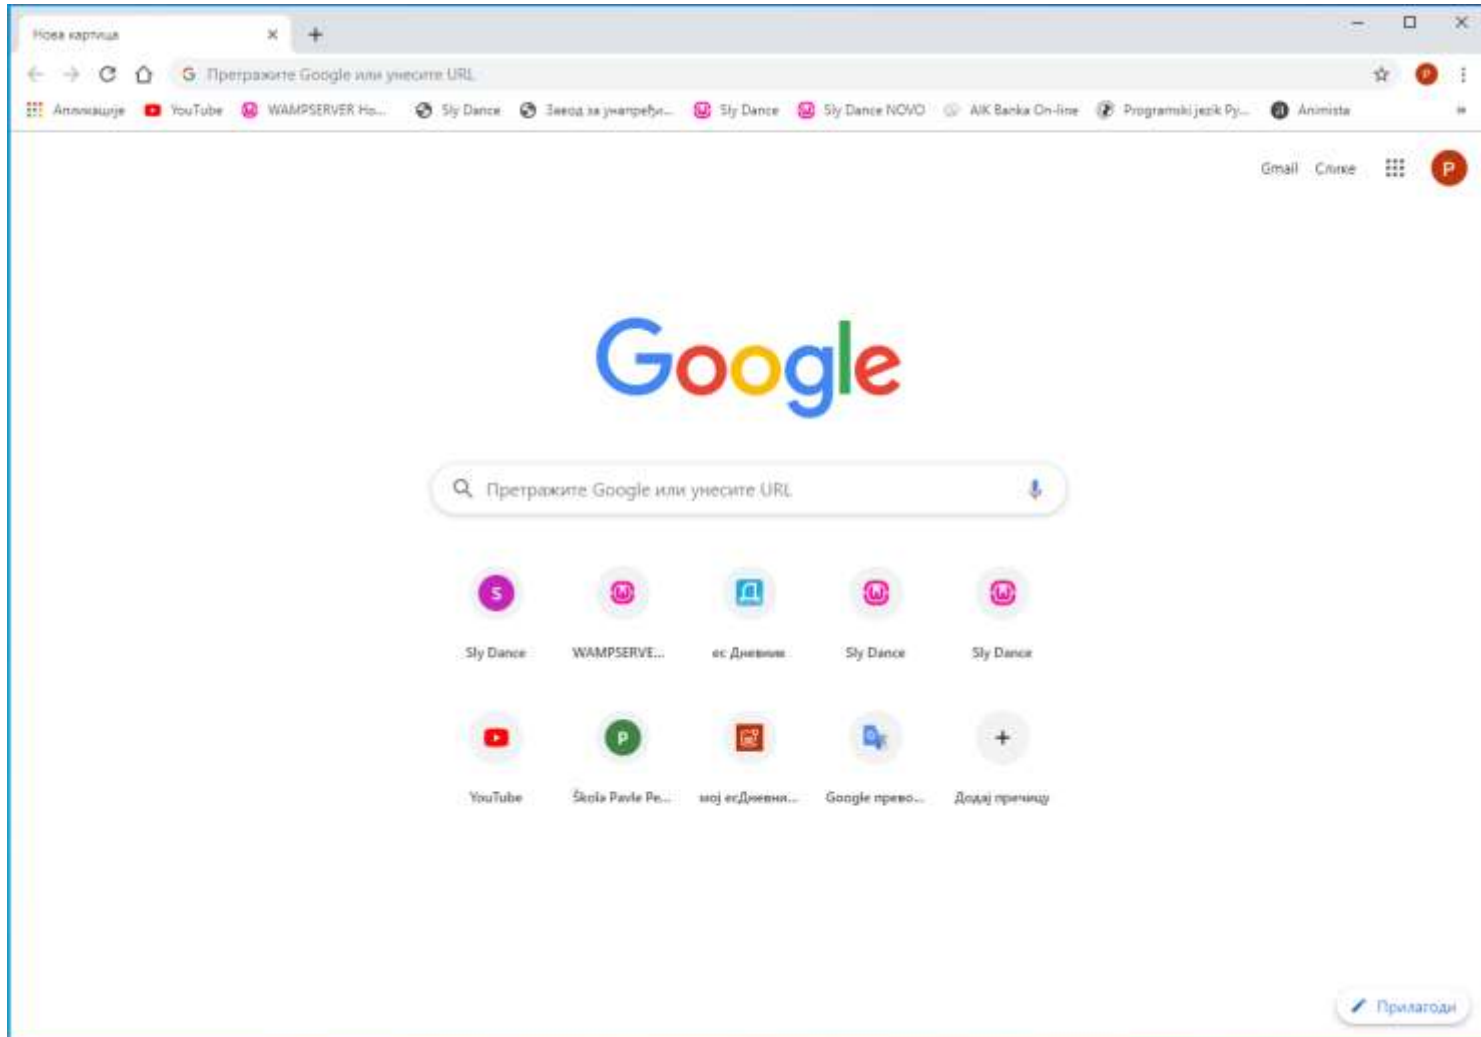 Нова картица
Претражите Google или унесите URL
Апликације YouTube WAMPSERVER Ho... Sly Dance Завод за унапређи... Sly Dance Sly Dance NOVO AIK Banka On-line Programski jezik Py... Animista »
Gmail Слике P
Google
Претражите Google или унесите URL
S
Sly Dance WAMPSERVE... ес Дневник Sly Dance Sly Dance
P
YouTube Škola Pavle Pe... мој есДневни... Google прево... Додај пречицу
Прилагоди